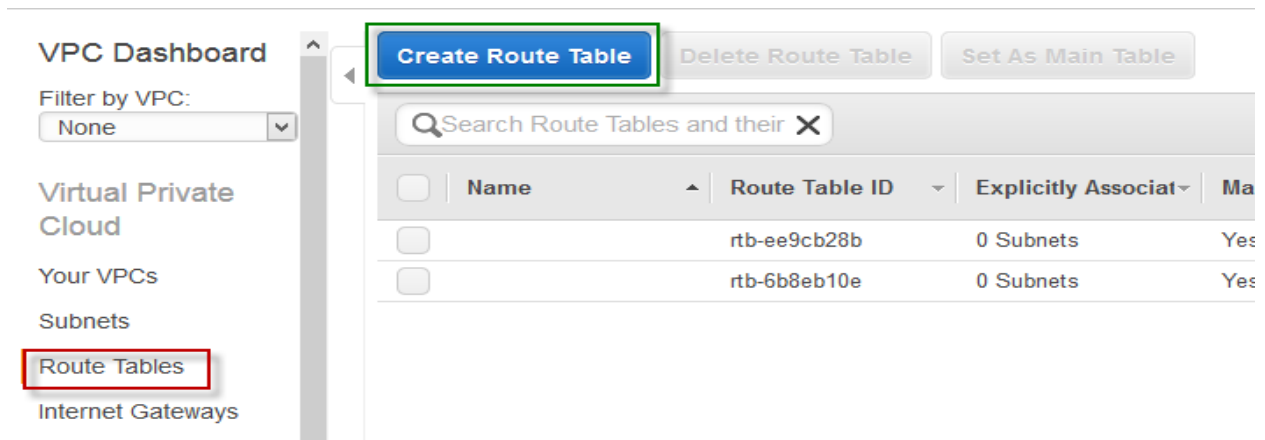 VPC Dashboard
Filter by VPC:
None
Virtual Private
Cloud
Your VPCs
Subnets
Route Tables
Internet Gateways
Create Route Table Delete Route Table Set As Main Table
Search Route Tables and their
Name Route Table ID Explicitly Associat Ma
rtb-ee9cb28b 0 Subnets Yes
rtb-6b8eb10e 0 Subnets Yes